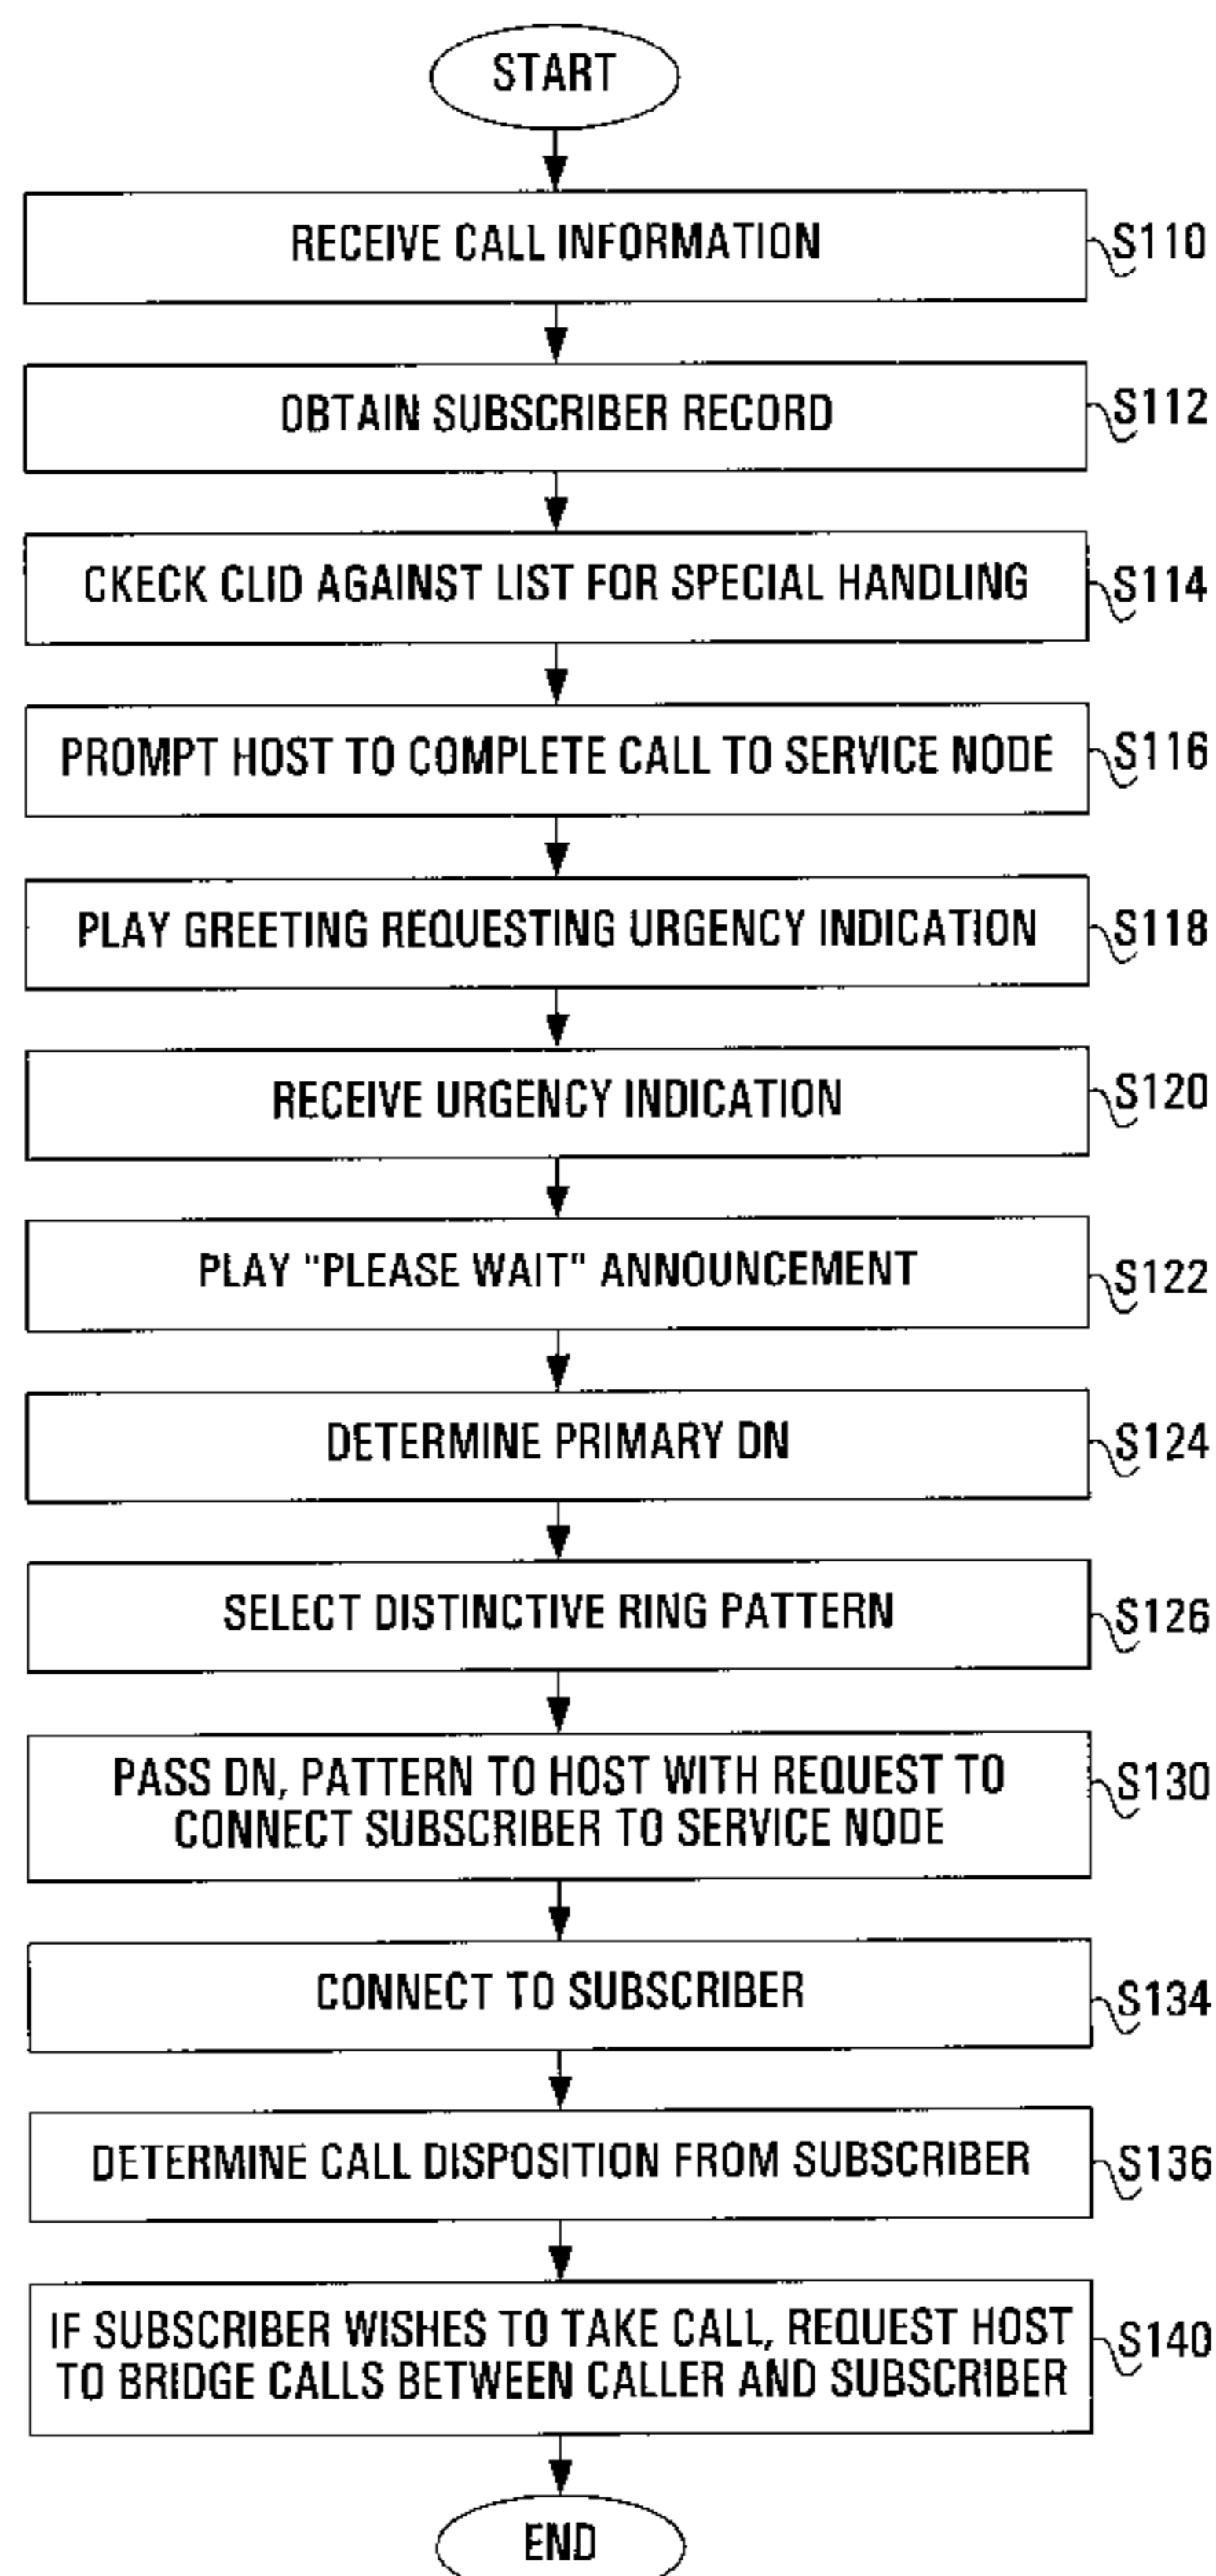 START
RECEIVE CALL INFORMATION
S110
OBTAIN SUBSCRIBER RECORD
S112
CKECK CLID AGAINST LIST FOR SPECIAL HANDLING
S114
PROMPT HOST TO COMPLETE CALL TO SERVICE NODE
S116
PLAY GREETING REQUESTING URGENCY INDICATION
S118
RECEIVE URGENCY INDICATION
S120
PLAY "PLEASE WAIT" ANNOUNCEMENT
S122
DETERMINE PRIMARY DN
S124
SELECT DISTINCTIVE RING PATTERN
S126
PASS DN, PATTERN TO HOST WITH REQUEST TO
CONNECT SUBSCRIBER TO SERVICE NODE
S130
CONNECT TO SUBSCRIBER
S134
DETERMINE CALL DISPOSITION FROM SUBSCRIBER
S136
IF SUBSCRIBER WISHES TO TAKE CALL, REQUEST HOST
TO BRIDGE CALLS BETWEEN CALLER AND SUBSCRIBER
S140
END